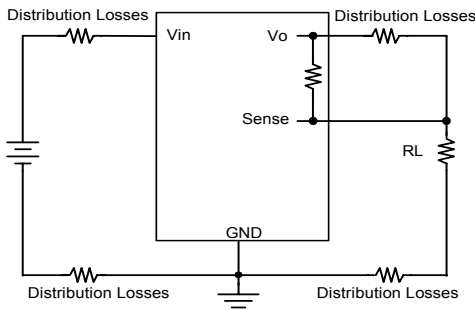 Distribution Losses
Distribution Losses
Vin
Vo
Sense
RL
GND
Distribution Losses
Distribution Losses